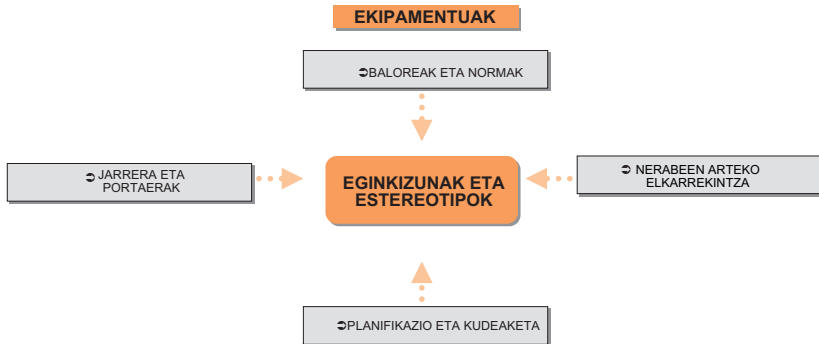 EKIPAMENTUAK
➲BALOREAK ETA NORMAK
➲ JARRERA ETA
PORTAERAK
EGINKIZUNAK ETA
ESTEREOTIPOK
➲ NERABEEN ARTEKO
ELKARREKINTZA
➲PLANIFIKAZIO ETA KUDEAKETA